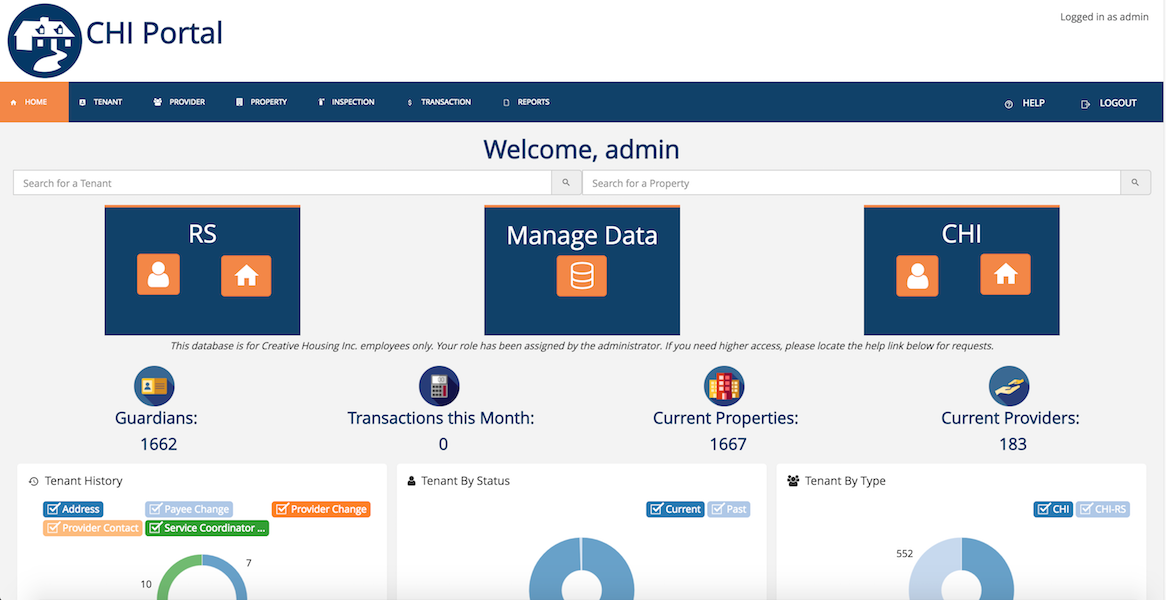 CHI Portal
Logged in as admin
HOME TENANT PROVIDER PROPERTY INSPECTION TRANSACTION REPORTS HELP LOGOUT
Welcome, admin
Search for a Tenant Search for a Property
RS Manage Data CHI
This database is for Creative Housing Inc. employees only. Your role has been assigned by the administrator. If you need higher access, please locate the help link below for requests.
Guardians: Transactions this Month: Current Properties: Current Providers:
1662 0 1667 183
Tenant History Tenant By Status Tenant By Type
Address Payee Change Provider Change Current Past CHI CHI-RS
Provider Contact Service Coordinator ...
552
7
10